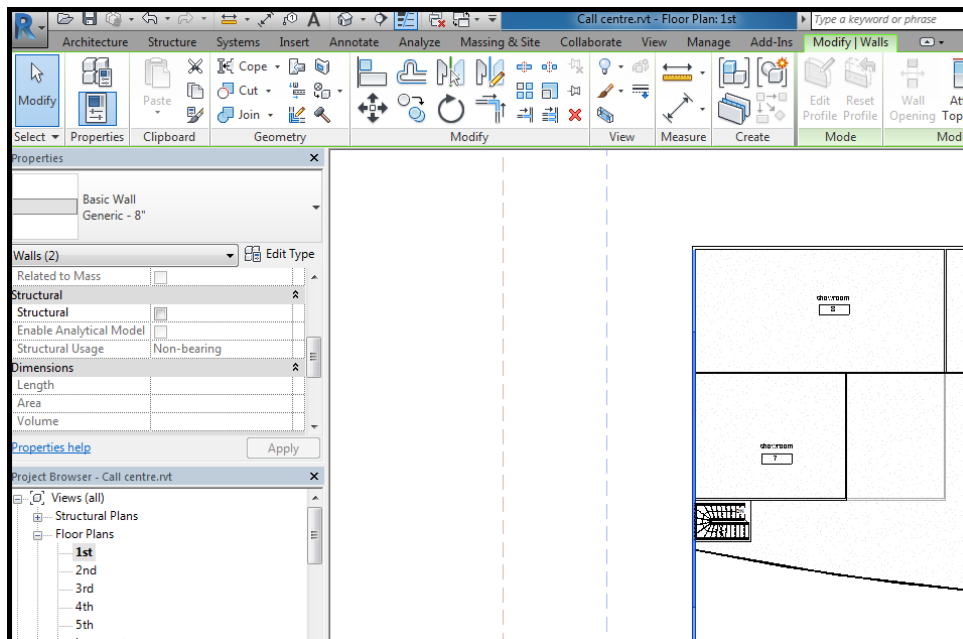 Call centre.rvt - Floor Plan: 1st
Type a keyword or phrase
Architecture Structure Systems Insert Annotate Analyze Massing & Site Collaborate View Manage Add-Ins Modify | Walls
Modify
Paste
Cope
Cut
Join
Edit Profile
Reset Profile
Wall Opening
Select Properties Clipboard Geometry Modify View Measure Create Mode
Properties
Basic Wall
Generic - 8"
Walls (2) Edit Type
Related to Mass
Structural
Structural
Enable Analytical Model
Structural Usage Non-bearing
Dimensions
Length
Area
Volume
Properties help Apply
Project Browser - Call centre.rvt
Views (all)
Structural Plans
Floor Plans
1st
2nd
3rd
4th
5th
showroom
8
showroom
7